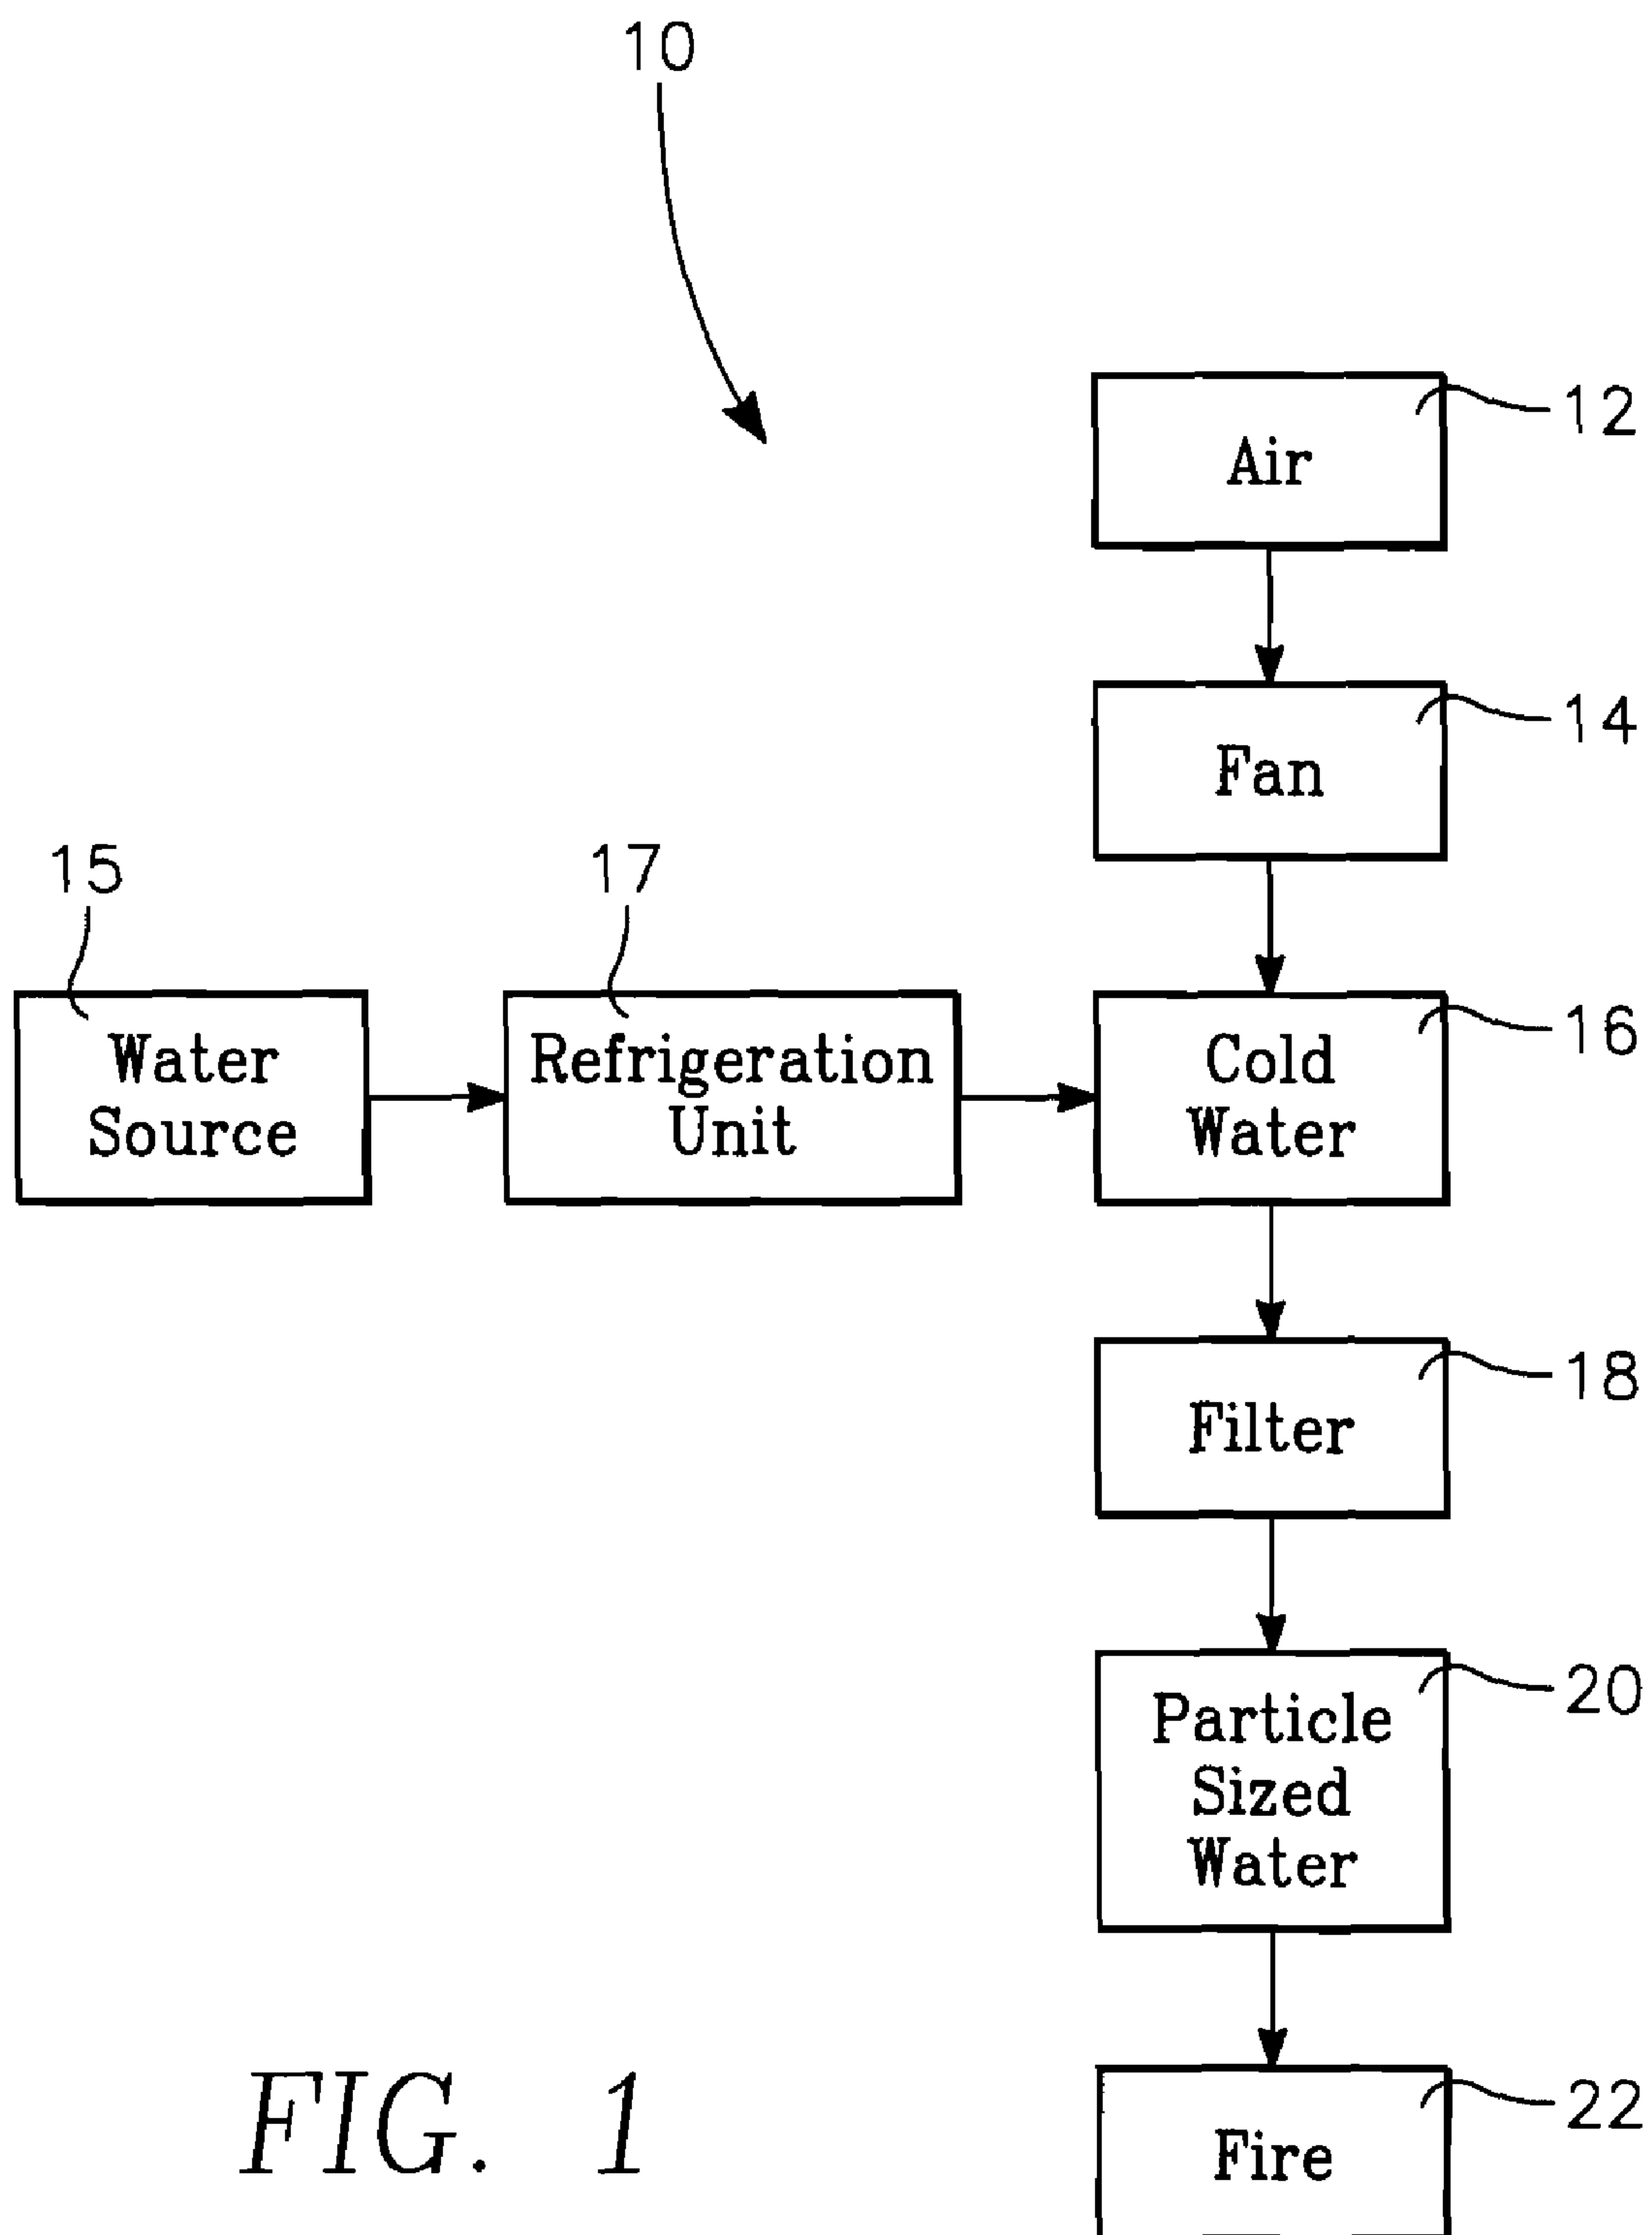 10
12
Air
14
Fan
15
17
16
Water
Source
Refrigeration
Unit
Cold
Water
18
Filter
20
Particle
Sized
Water
22
Fire
FIG. 1